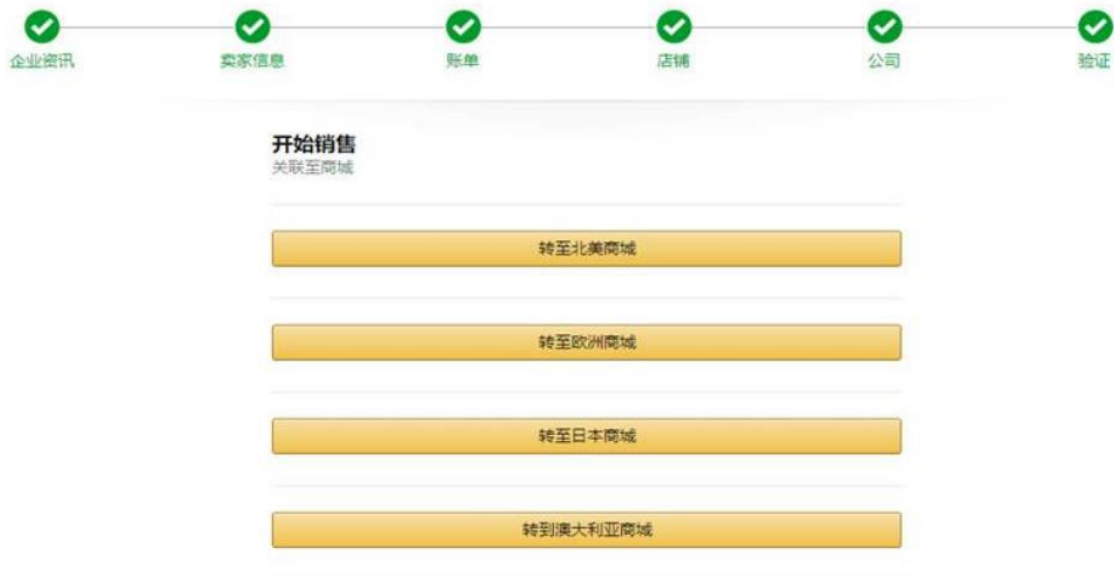 企业资讯 卖家信息 账单 店铺 公司 验证
开始销售
关联至商城
转至北美商城
转至欧洲商城
转至日本商城
转到澳大利亚商城